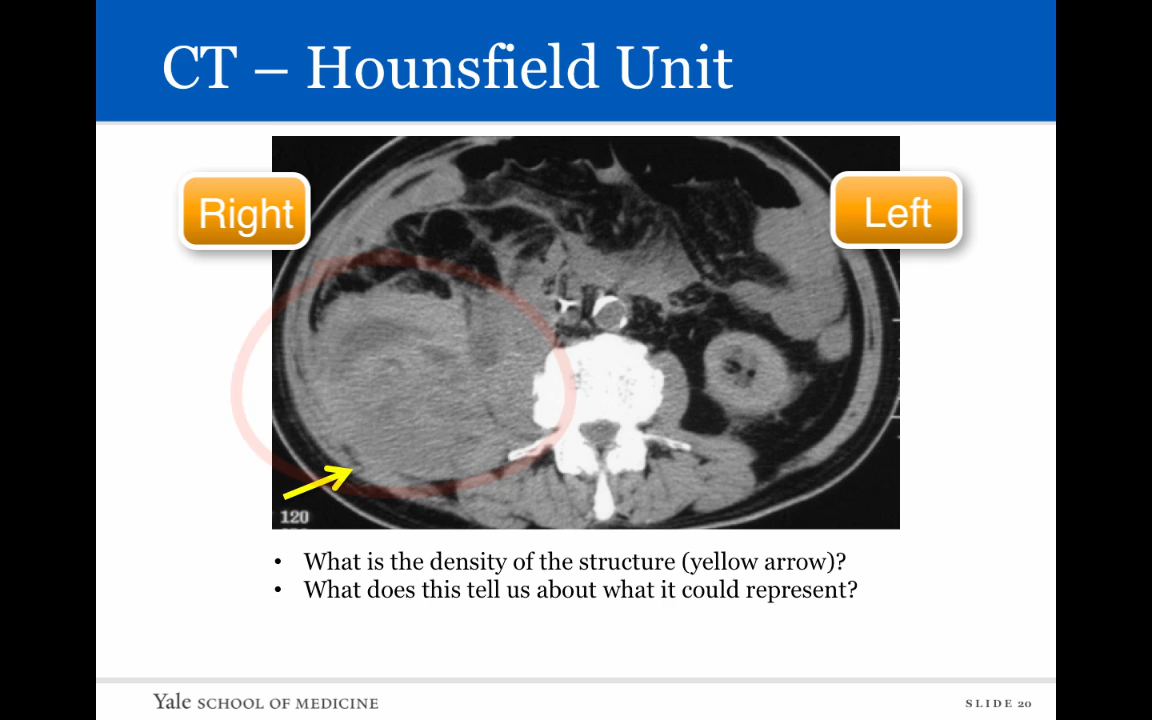 CT – Hounsfield Unit
Right
Left
120
• What is the density of the structure (yellow arrow)?
• What does this tell us about what it could represent?
Yale SCHOOL OF MEDICINE
SLIDE 20